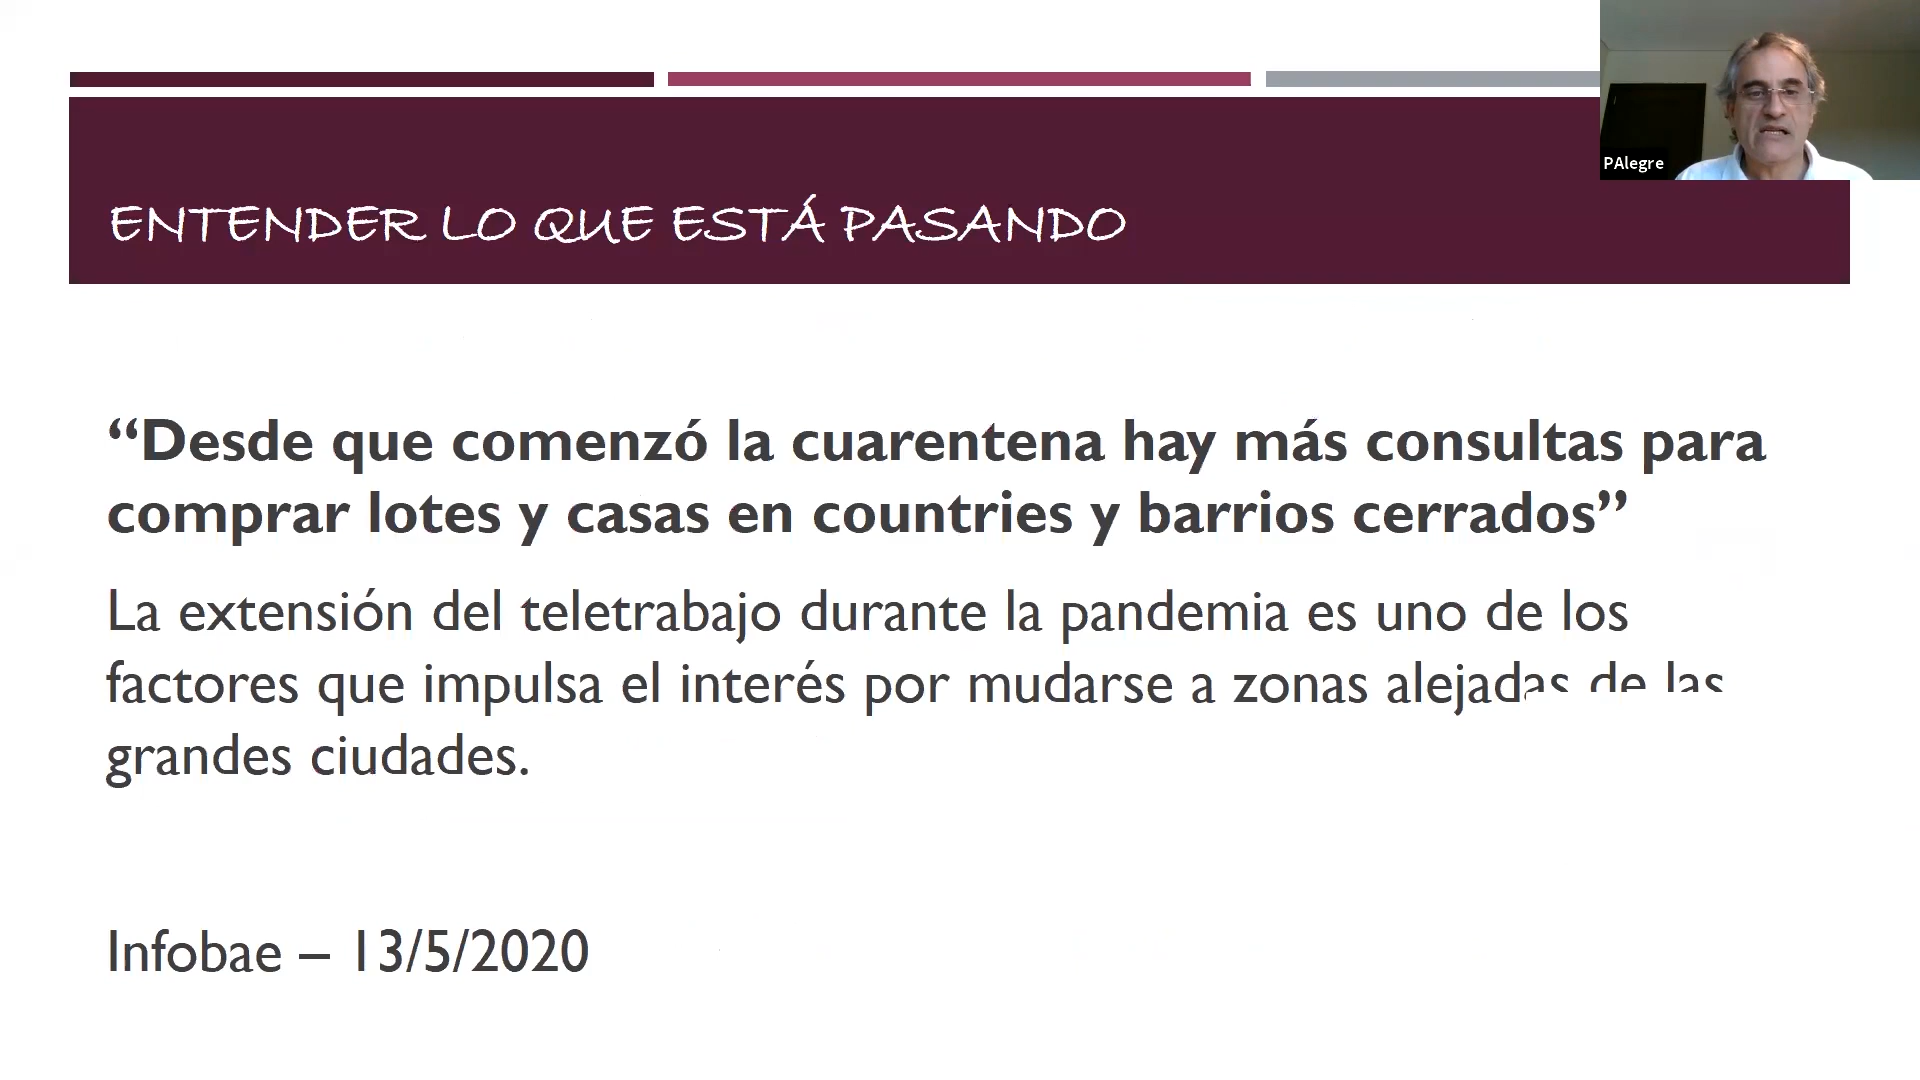 PAlegre
ENTENDER LO QUE ESTÁ PASANDO
“Desde que comenzó la cuarentena hay más consultas para
comprar lotes y casas en countries y barrios cerrados”
La extensión del teletrabajo durante la pandemia es uno de los
factores que impulsa el interés por mudarse a zonas alejadas de las
grandes ciudades.
Infobae – 13/5/2020